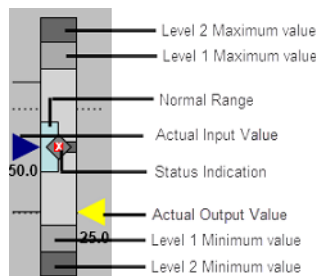 Level 2 Maximum value
Level 1 Maximum value
Normal Range
Actual Input Value
50.0
Status Indication
Actual Output Value
25.0
Level 1 Minimum value
Level 2 Minimum value